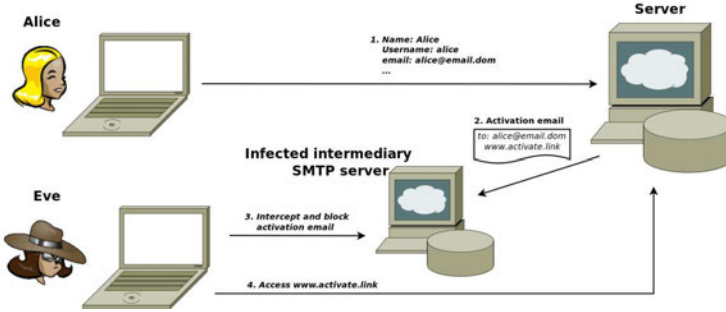 Alice
Server
1. Name: Alice
Username: alice
email: alice@email.dom
...
2. Activation email
to: alice@email.dom
www.activate.link
Infected intermediary
SMTP server
Eve
3. Intercept and block
activation email
4. Access www.activate.link